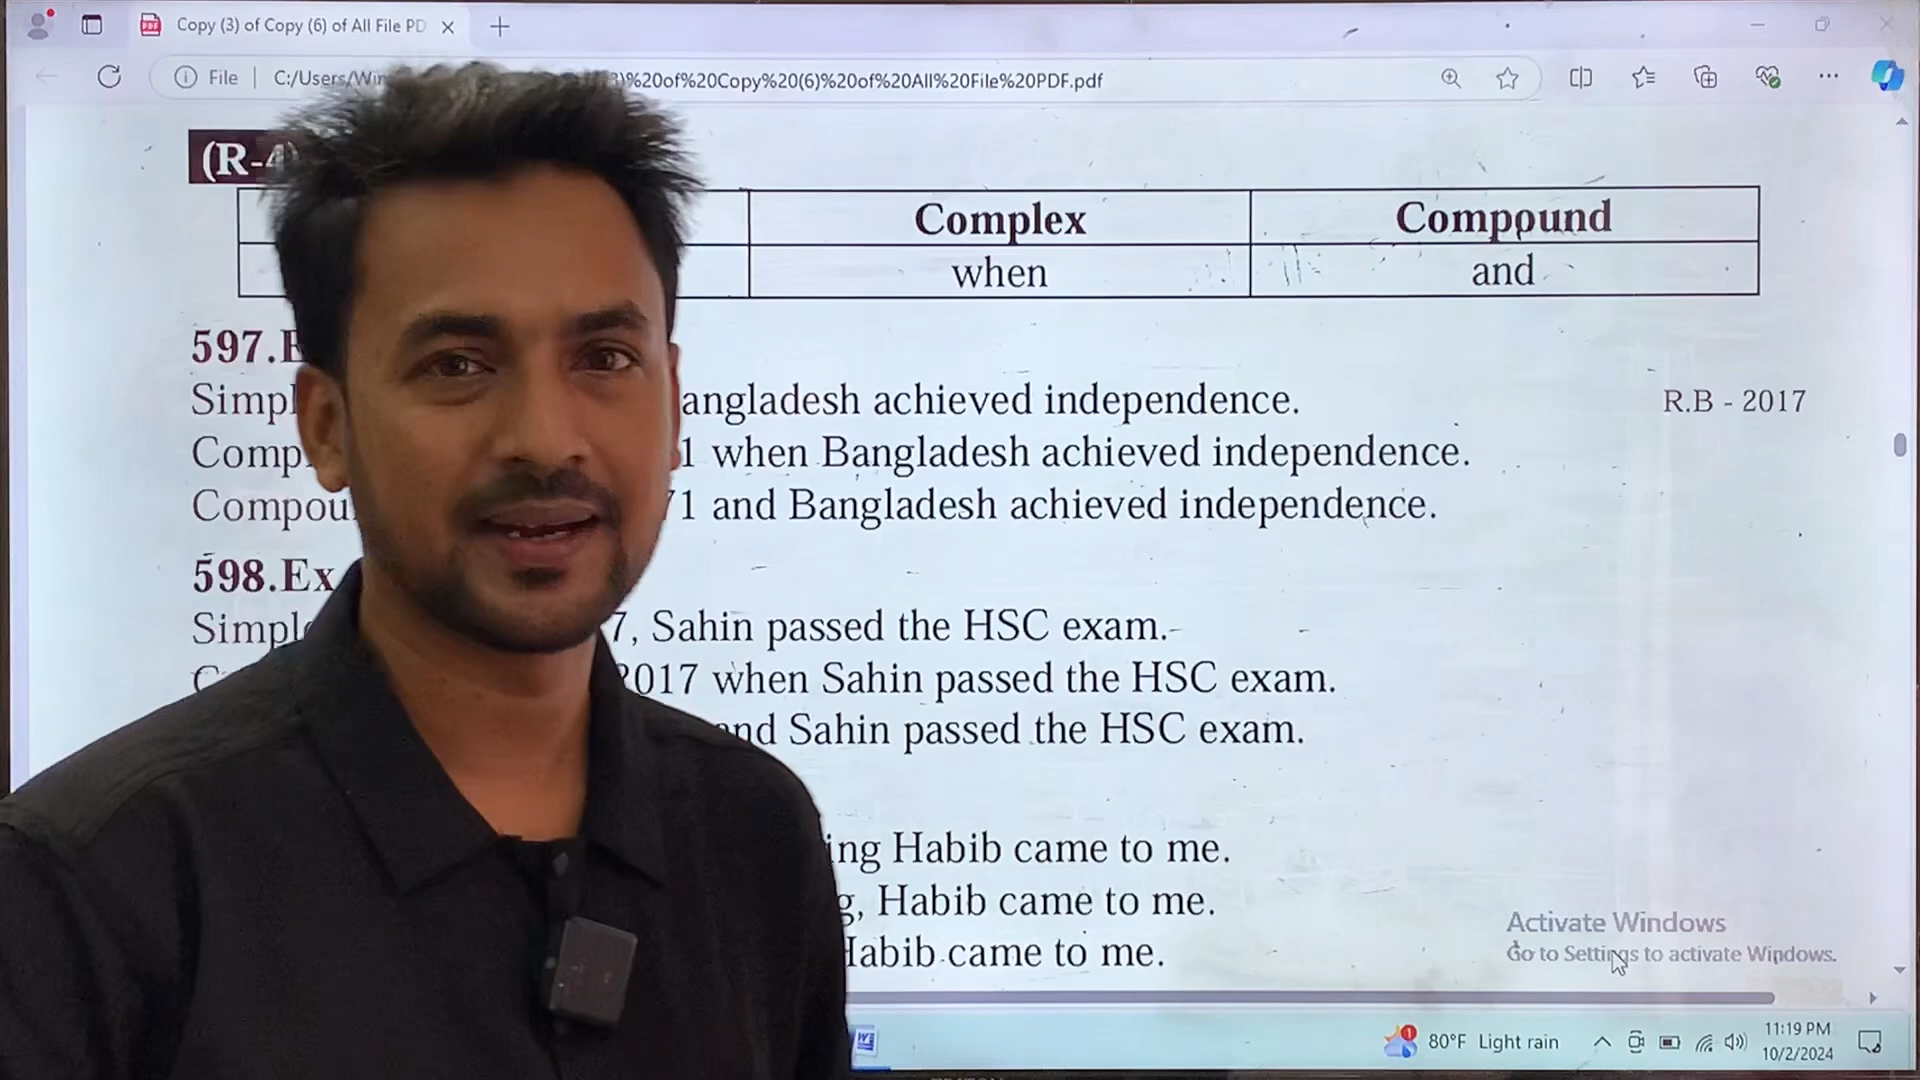 Copy (3) of Copy (6) of All File PD
File
C:/Users/Win %20of%20Copy%20(6)%20of%20All%20File%20PDF.pdf
(R-4)
Complex Compound
when and
597.E
Simpl angladesh achieved independence. R.B - 2017
Comp 1 when Bangladesh achieved independence.
Compou 71 and Bangladesh achieved independence.
598.Ex
Simple 7, Sahin passed the HSC exam.
2017 when Sahin passed the HSC exam.
and Sahin passed the HSC exam.
ing Habib came to me.
g, Habib came to me.
Habib came to me.
Activate Windows
Go to Settings to activate Windows.
80°F Light rain
11:19 PM
10/2/2024